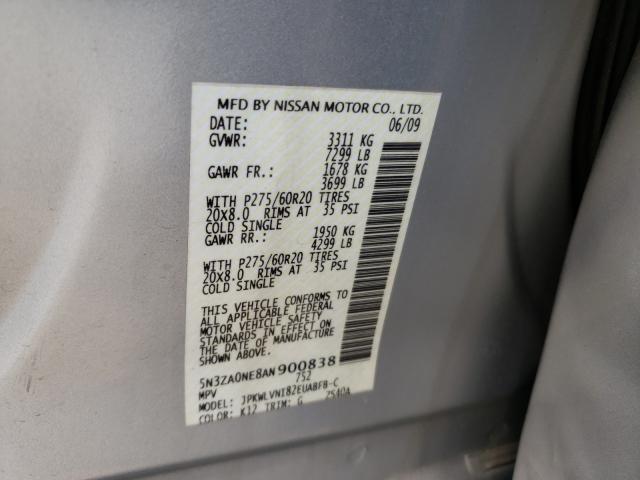 MFD BY NISSAN MOTOR CO., LTD.
DATE: 06/09
GVWR: 3311 KG
7299 LB
GAWR FR.: 1678 KG
3699 LB
WITH P275/60R20 TIRES
20X8.0 RIMS AT 35 PSI
COLD SINGLE
GAWR RR.: 1950 KG
4299 LB
WITH P275/60R20 TIRES
20X8.0 RIMS AT 35 PSI
COLD SINGLE
THIS VEHICLE CONFORMS TO
ALL APPLICABLE FEDERAL
MOTOR VEHICLE SAFETY
STANDARDS IN EFFECT ON
THE DATE OF MANUFACTURE
SHOWN ABOVE
5N3ZA0NE8AN900838
MPV 752
MODEL: JPKWLVNI82EUABFB-C
COLOR: K12 TRIM: G 7S40A